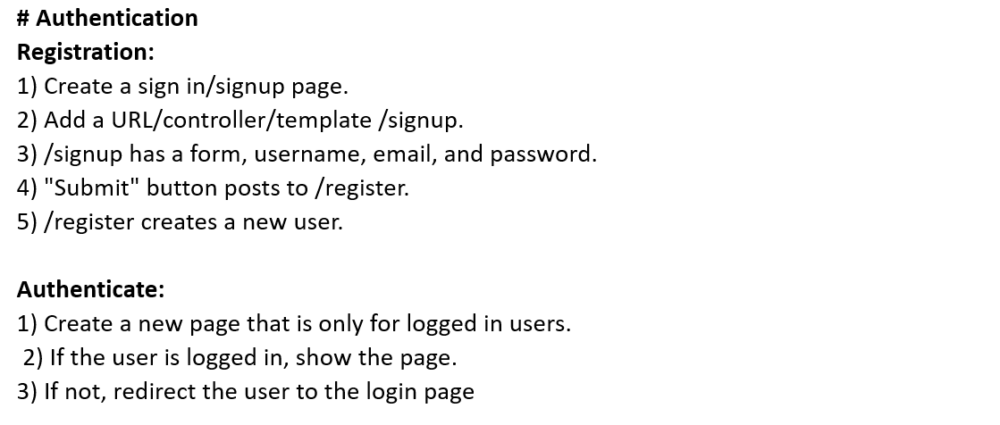 # Authentication
Registration:
1) Create a sign in/signup page.
2) Add a URL/controller/template /signup.
3) /signup has a form, username, email, and password.
4) "Submit" button posts to /register.
5) /register creates a new user.
Authenticate:
1) Create a new page that is only for logged in users.
2) If the user is logged in, show the page.
3) If not, redirect the user to the login page